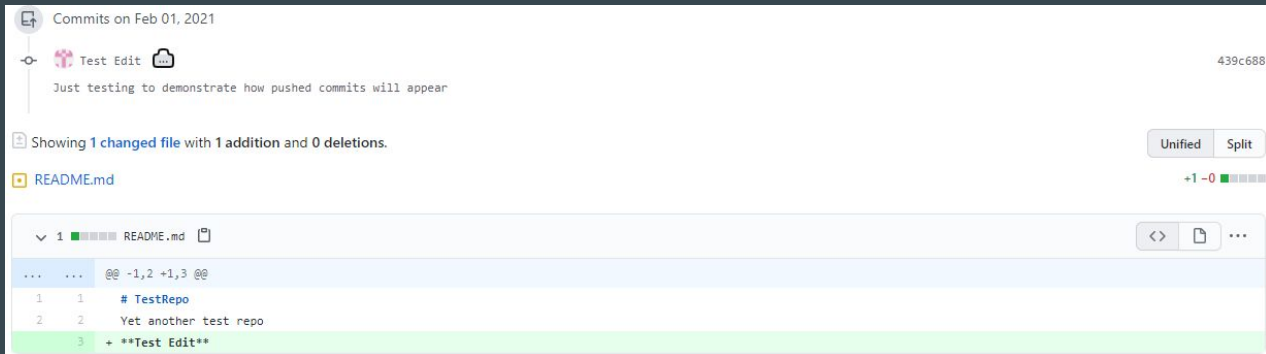 Commits on Feb 01, 2021
Test Edit ...
439c688
Just testing to demonstrate how pushed commits will appear
Showing 1 changed file with 1 addition and 0 deletions.
Unified Split
README.md
+1 −0
1 README.md
<> ...
... ... @@ -1,2 +1,3 @@
1 1 # TestRepo
2 2 Yet another test repo
3 + **Test Edit**